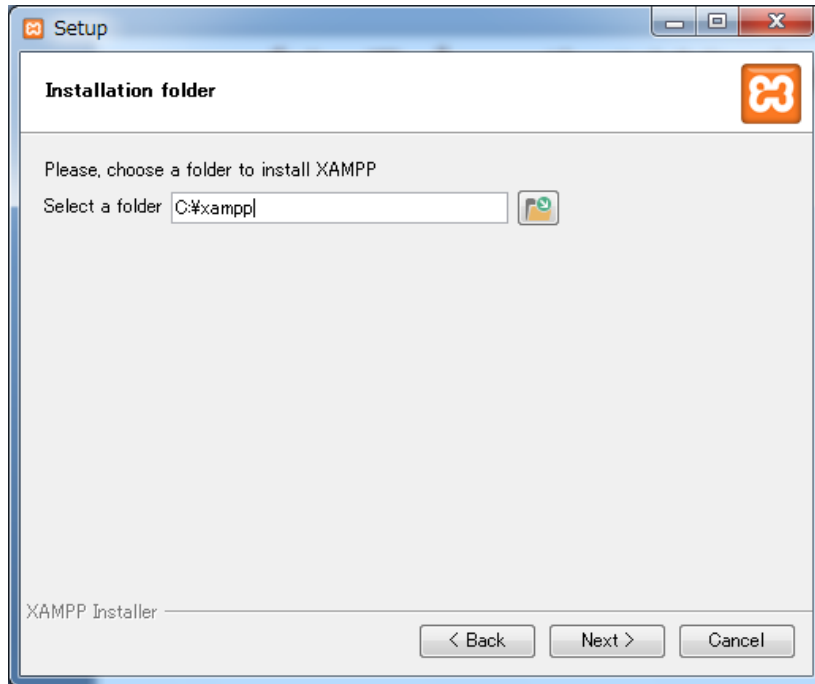 Setup
Installation folder
Please, choose a folder to install XAMPP
Select a folder C:¥xampp
XAMPP Installer
< Back Next > Cancel